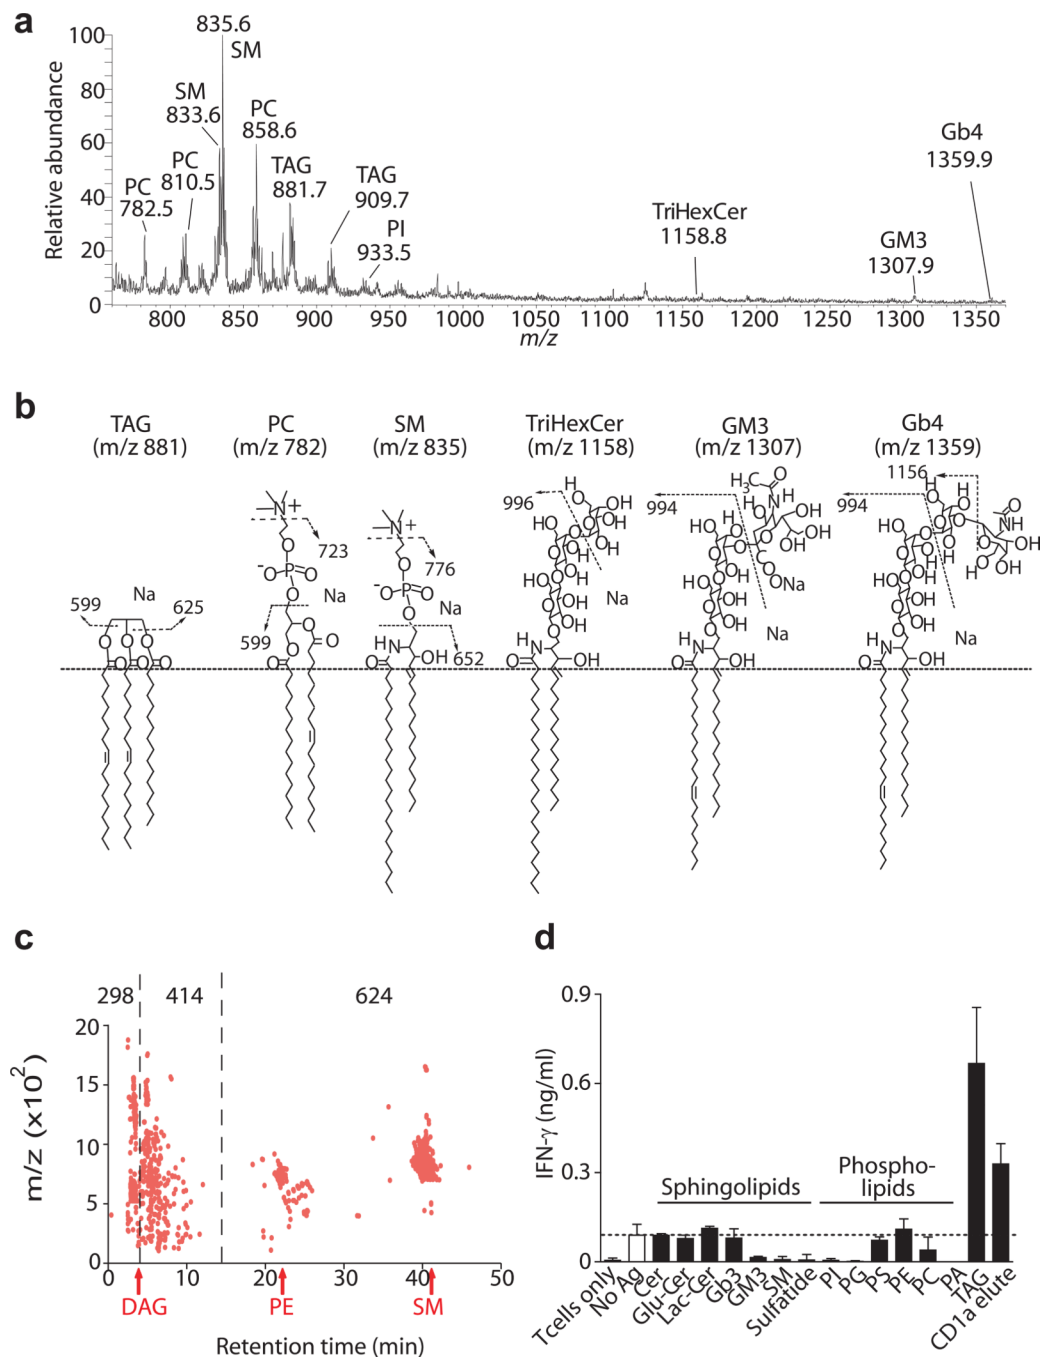 a
Relative abundance
100
80
60
40
20
0
835.6
SM
SM
833.6
PC
858.6
PC
810.5
PC
782.5
TAG
881.7
TAG
909.7
PI
933.5
TriHexCer
1158.8
GM3
1307.9
Gb4
1359.9
800 850 900 950 1000 1050 1100 1150 1200 1250 1300 1350
m/z
b
TAG
(m/z 881)
PC
(m/z 782)
SM
(m/z 835)
TriHexCer
(m/z 1158)
GM3
(m/z 1307)
Gb4
(m/z 1359)
599
Na
625
723
Na
599
776
Na
652
996
Na
994
Na
994
1156
Na
c
298 414 624
m/z (x10²)
20
15
10
5
0
0 10 20 30 40 50
DAG PE SM
Retention time (min)
d
IFN-γ (ng/ml)
0.9
0.6
0.3
0
Sphingolipids
Phospho-
lipids
Tcells only
No Ag
Cer
Glu-Cer
Lac-Cer
Gb3
GM3
SM
Sulfatide
PI
PG
PS
PE
PC
PA
TAG
CD1a elute